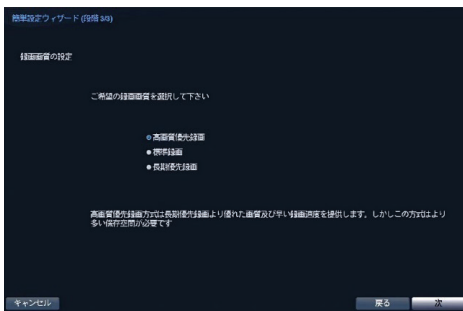 簡単設定ウィザード (段階 3/3)
録画画質の設定
ご希望の録画画質を選択して下さい
高画質優先録画
標準録画
長期優先録画
高画質優先録画方式は長期優先録画より優れた画質及び早い録画速度を提供します。しかしこの方式はより
多い保存空間が必要です
キャンセル
戻る
次